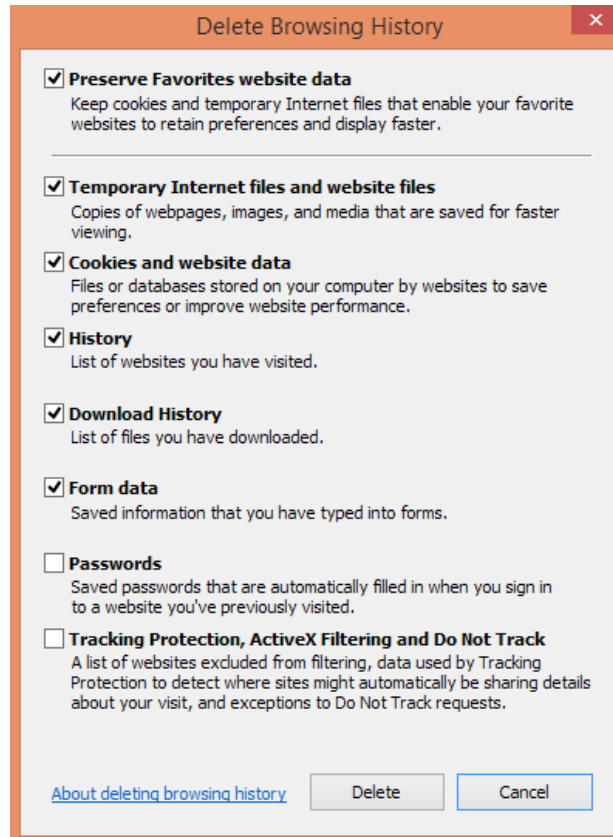 Delete Browsing History
Preserve Favorites website data
Keep cookies and temporary Internet files that enable your favorite
websites to retain preferences and display faster.
Temporary Internet files and website files
Copies of webpages, images, and media that are saved for faster
viewing.
Cookies and website data
Files or databases stored on your computer by websites to save
preferences or improve website performance.
History
List of websites you have visited.
Download History
List of files you have downloaded.
Form data
Saved information that you have typed into forms.
Passwords
Saved passwords that are automatically filled in when you sign in
to a website you've previously visited.
Tracking Protection, ActiveX Filtering and Do Not Track
A list of websites excluded from filtering, data used by Tracking
Protection to detect where sites might automatically be sharing details
about your visit, and exceptions to Do Not Track requests.
About deleting browsing history Delete Cancel